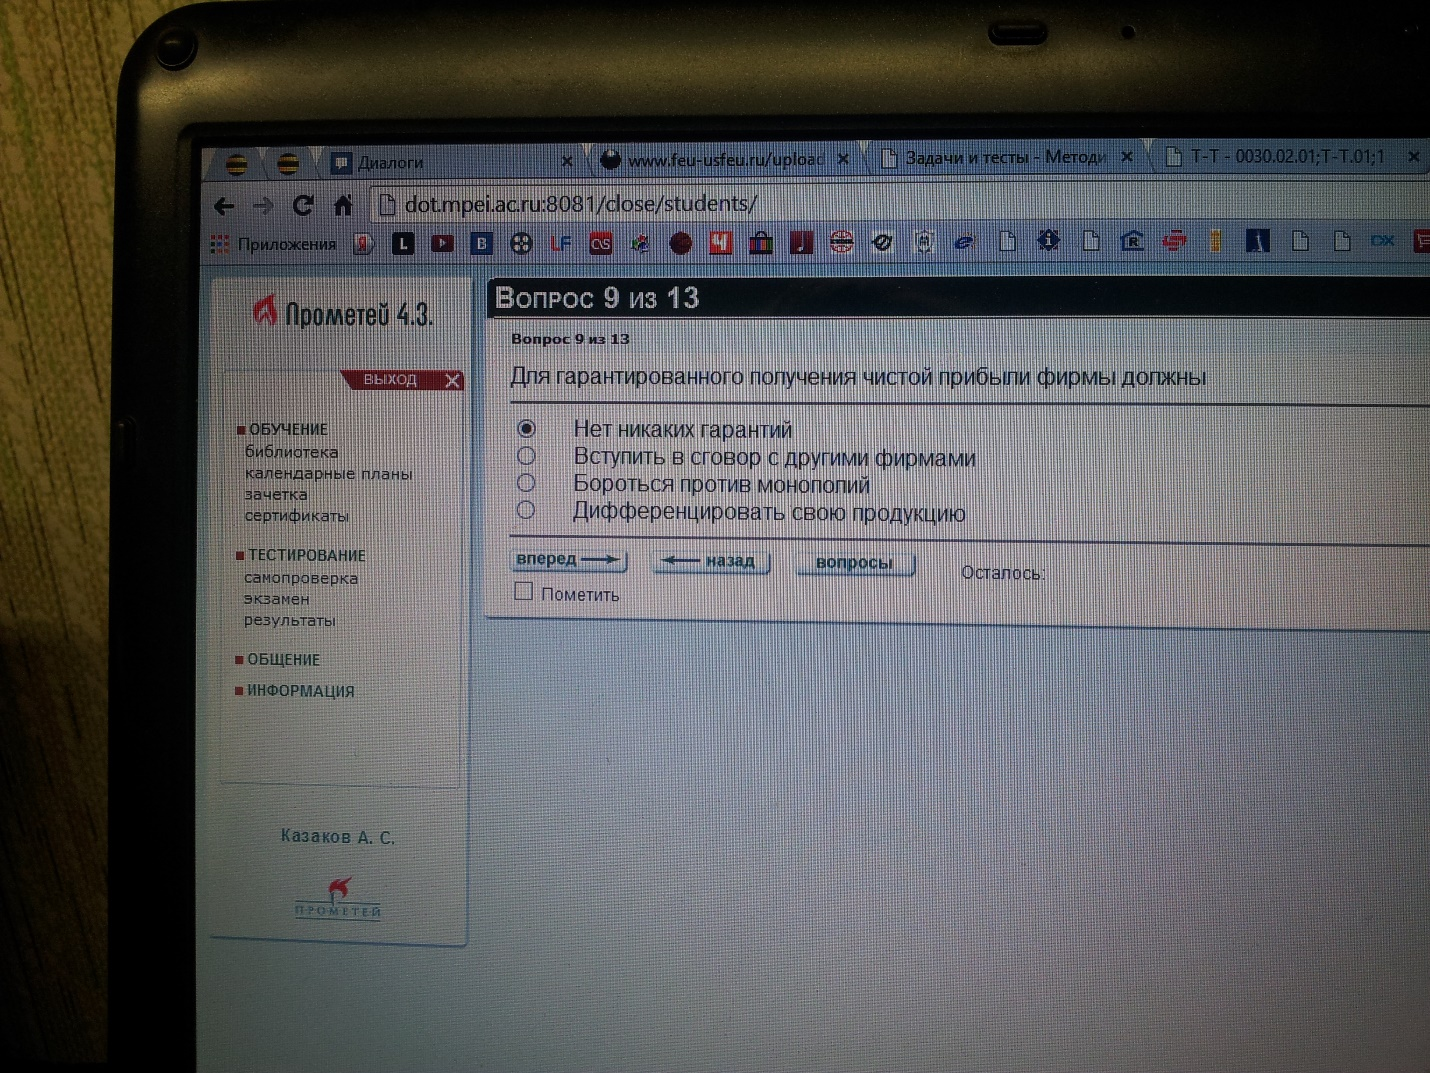 Диалоги
www.feu-usfeu.ru/upload
Задачи и тесты - Методи
Т-Т - 0030.02.01;Т-Т.01;1
dot.mpei.ac.ru:8081/close/students/
Приложения
Прометей 4.3.
ВЫХОД
ОБУЧЕНИЕ
библиотека
календарные планы
зачетка
сертификаты
ТЕСТИРОВАНИЕ
самопроверка
экзамен
результаты
ОБЩЕНИЕ
ИНФОРМАЦИЯ
Казаков А. С.
ПРОМЕТЕЙ
Вопрос 9 из 13
Вопрос 9 из 13
Для гарантированного получения чистой прибыли фирмы должны
Нет никаких гарантий
Вступить в сговор с другими фирмами
Бороться против монополий
Дифференцировать свою продукцию
вперед
назад
вопросы
Осталось:
Пометить